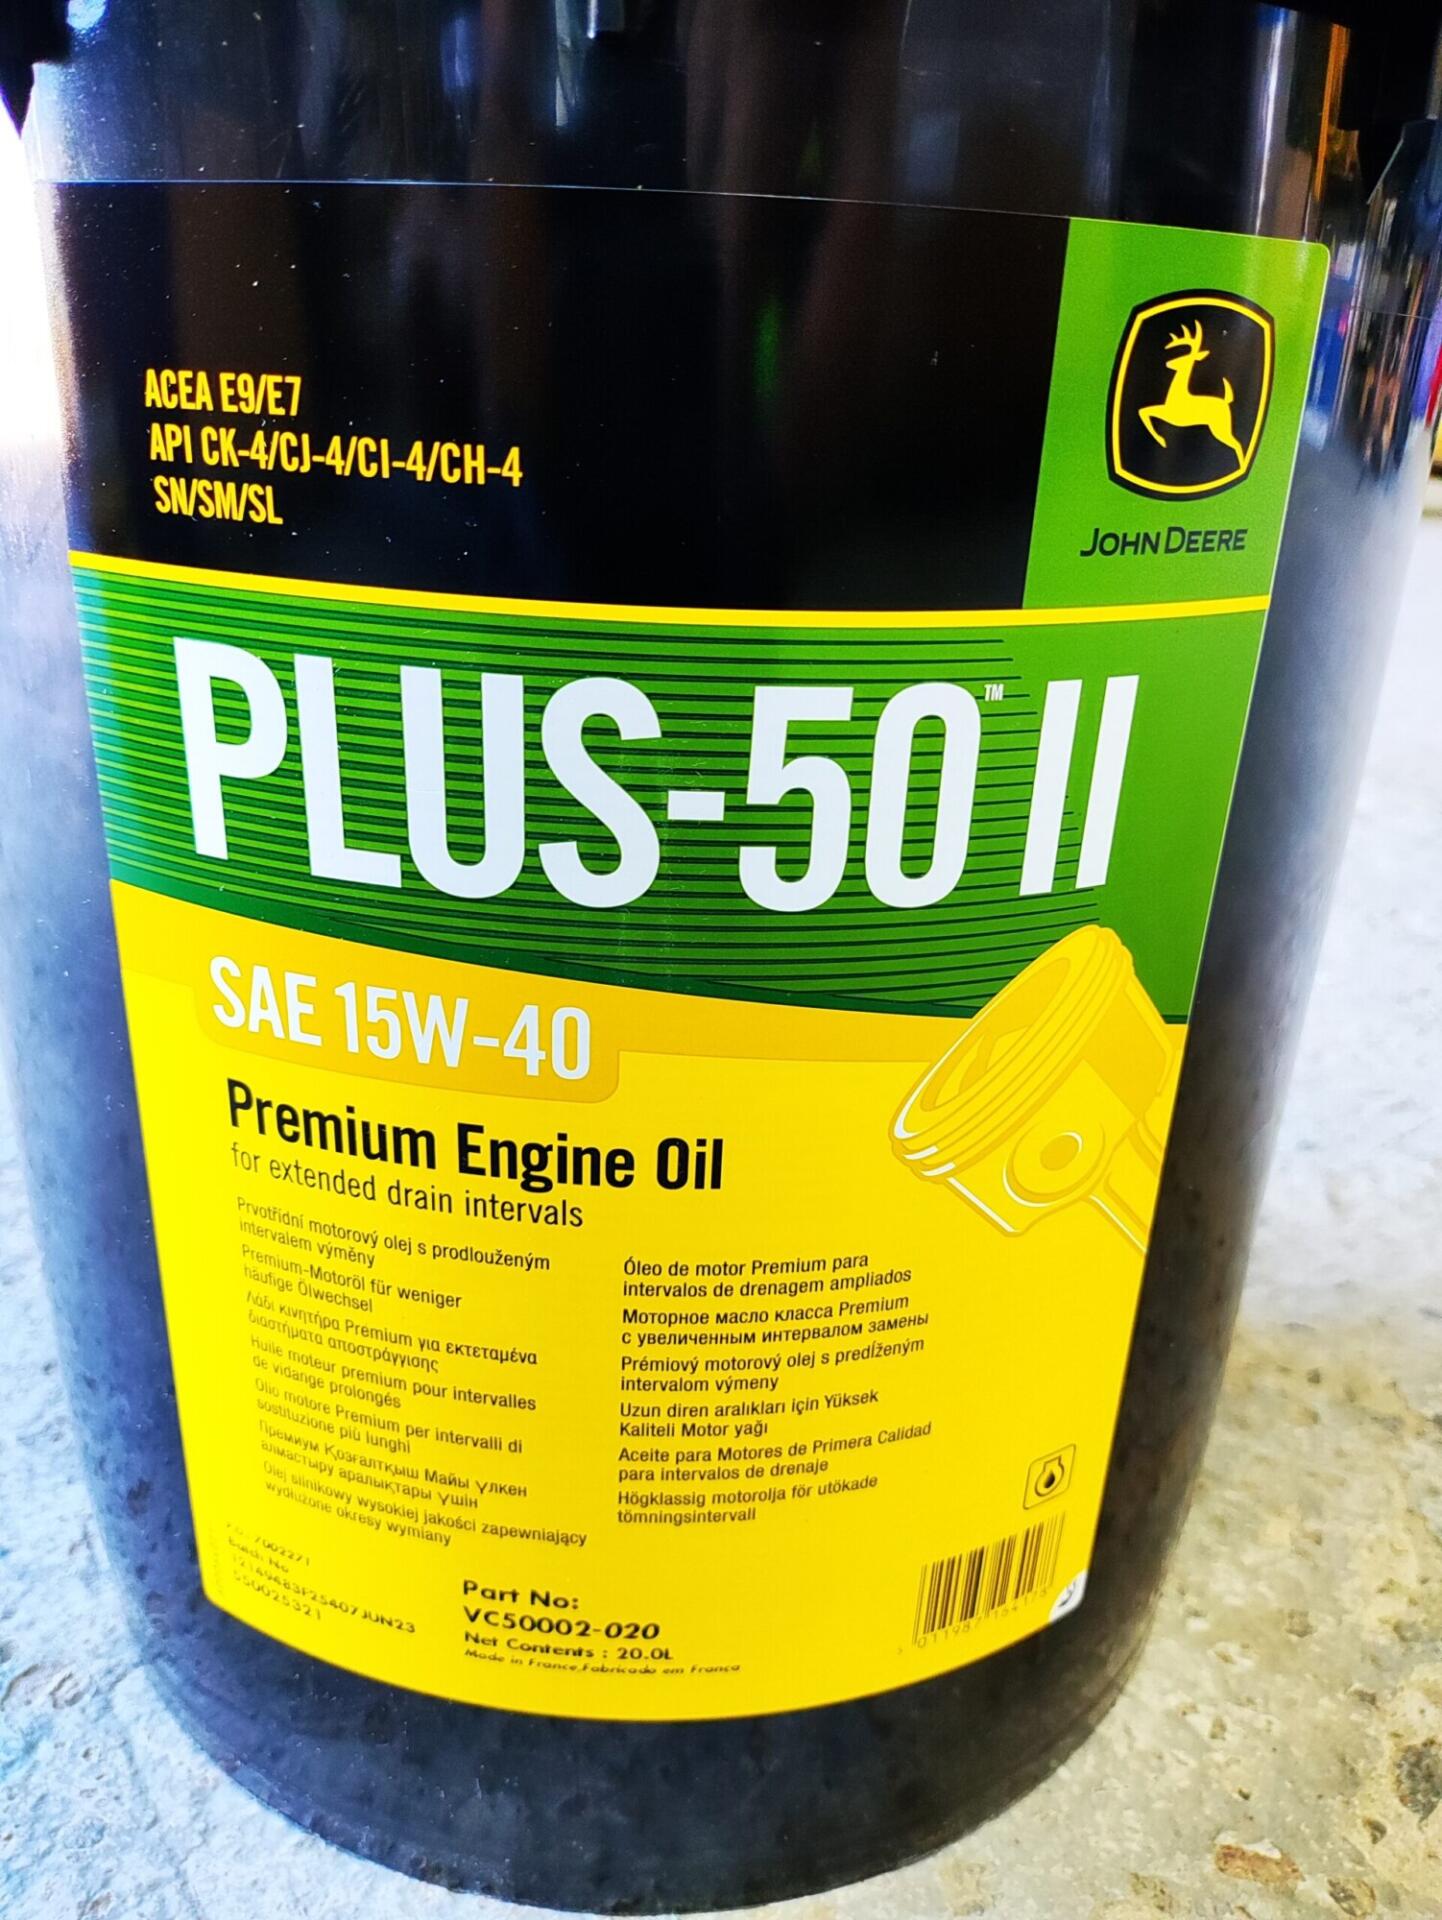 ACEA E9/E7
API CK-4/CJ-4/CI-4/CH-4
SN/SM/SL
JOHN DEERE
PLUS-50™ II
SAE 15W-40
Premium Engine Oil
for extended drain intervals
Prvotřídní motorový olej s prodlouženým
intervalem výměny
Premium-Motoröl für weniger
häufige Ölwechsel
Λάδι κινητήρα Premium για εκτεταμένα
διαστήματα αποστράγγισης
Huile moteur premium pour intervalles
de vidange prolongés
Olio motore Premium per intervalli di
sostituzione più lunghi
Премиум Қозғалтқыш Майы Үлкен
алмастыру аралықтары Үшін
Olej silnikowy wysokiej jakości zapewniający
wydłużone okresy wymiany
Óleo de motor Premium para
intervalos de drenagem ampliados
Моторное масло класса Premium
с увеличенным интервалом замены
Prémiový motorový olej s predĺženým
intervalom výmeny
Uzun diren aralıkları için Yüksek
Kaliteli Motor yağı
Aceite para Motores de Primera Calidad
para intervalos de drenaje
Högklassig motorolja för utökade
tömningsintervall
7002271
Batch No
550025321
Part No:
VC50002-020
Net Contents : 20.0L
Made in France,Fabricado em França